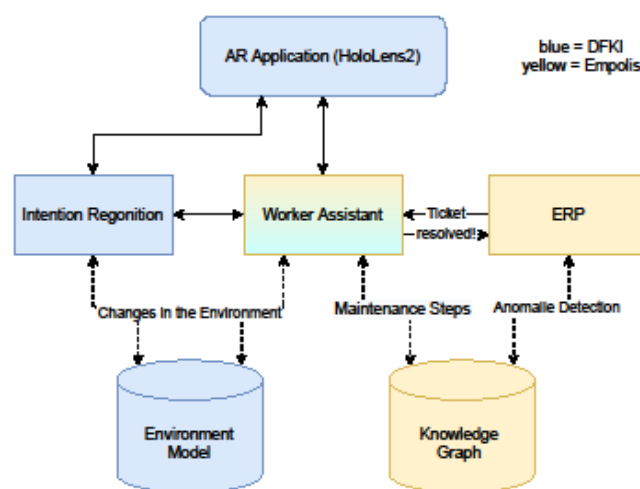 AR Application (HoloLens2)
blue = DFKI
yellow = Empolis
Intention Regonition
Worker Assistant
Ticket
resolved!
ERP
Changes in the Environment
Maintenance Steps
Anomalie Detection
Environment
Model
Knowledge
Graph